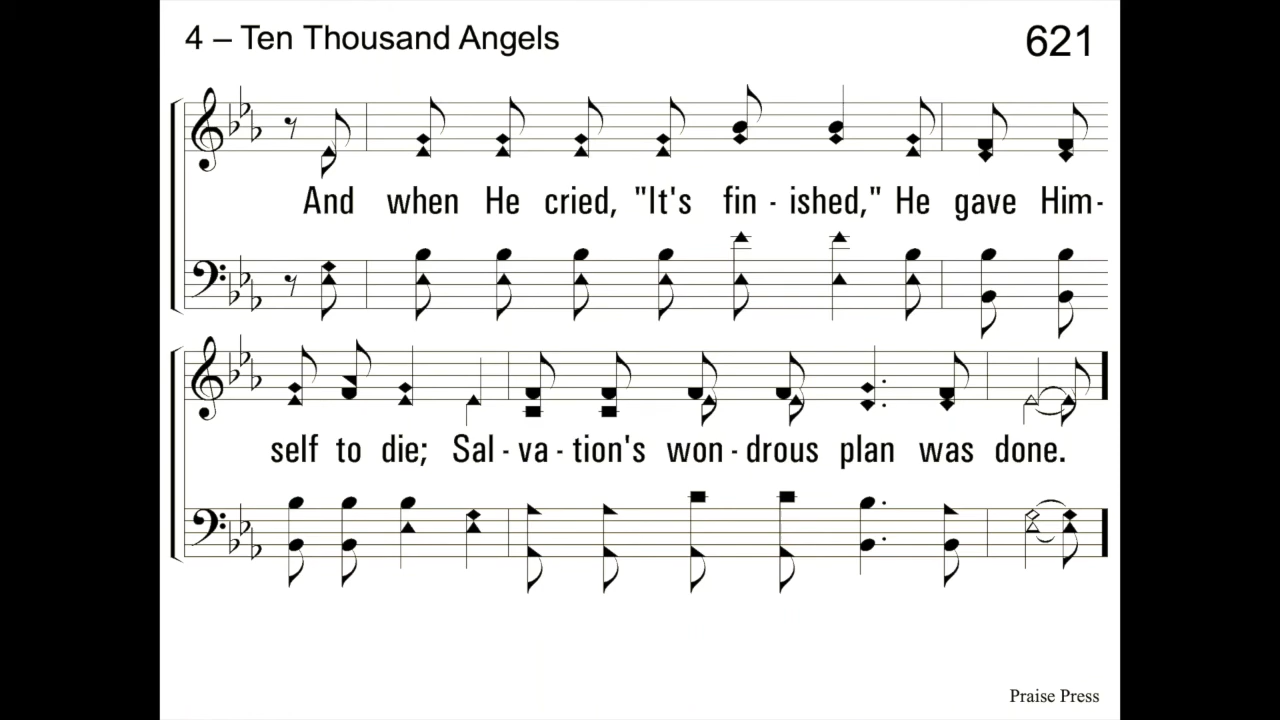 4 – Ten Thousand Angels
621
And when He cried, "It's fin - ished," He gave Him-
self to die; Sal - va - tion's won - drous plan was done.
Praise Press